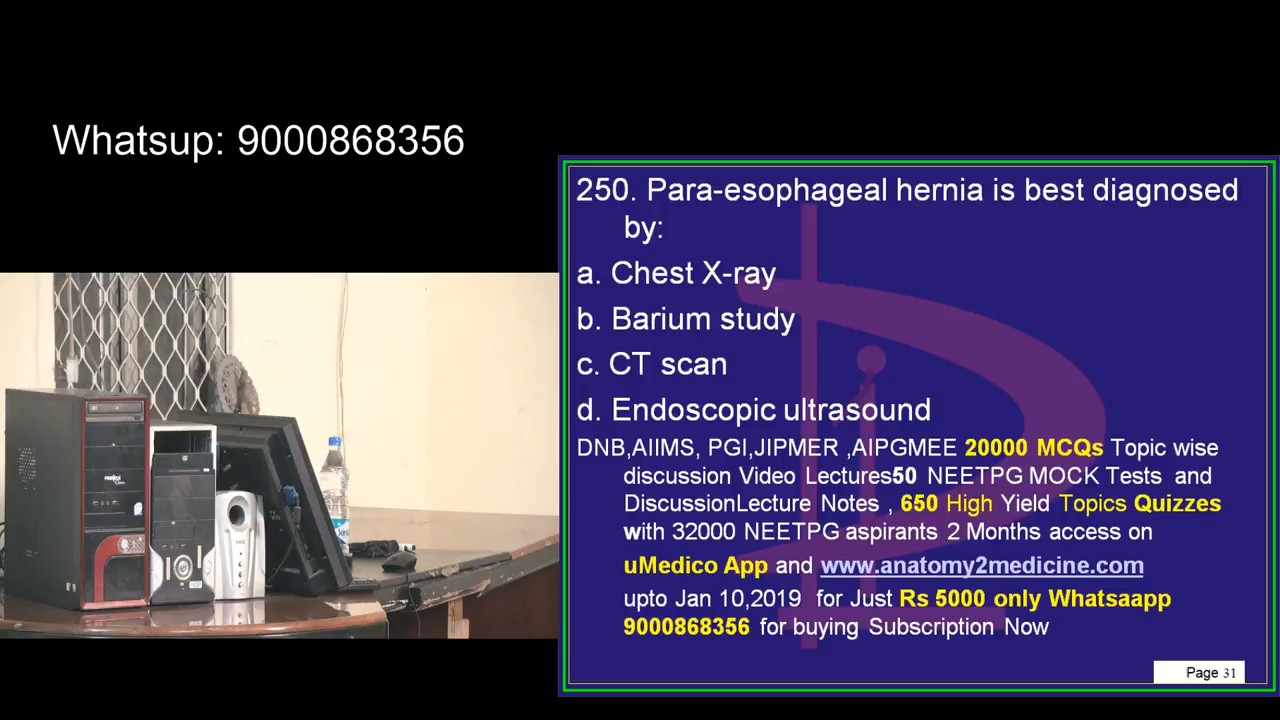 Whatsup: 9000868356
250. Para-esophageal hernia is best diagnosed
by:
a. Chest X-ray
b. Barium study
c. CT scan
d. Endoscopic ultrasound
DNB,AIIMS, PGI,JIPMER ,AIPGMEE 20000 MCQs Topic wise
discussion Video Lectures50 NEETPG MOCK Tests and
DiscussionLecture Notes , 650 High Yield Topics Quizzes
with 32000 NEETPG aspirants 2 Months access on
uMedico App and www.anatomy2medicine.com
upto Jan 10,2019 for Just Rs 5000 only Whatsaapp
9000868356 for buying Subscription Now
Page 31